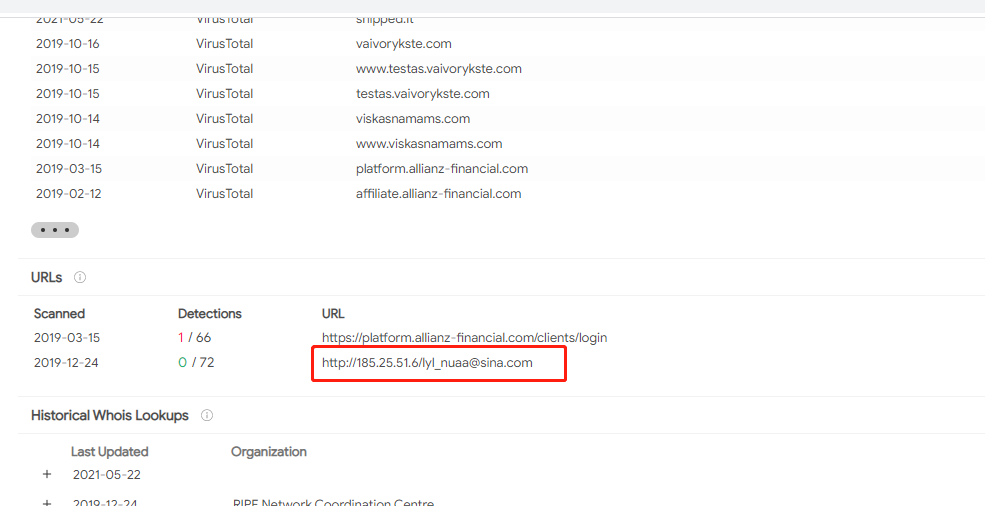 2021-05-22 VirusTotal snipped.lt
2019-10-16 VirusTotal vaivorykste.com
2019-10-15 VirusTotal www.testas.vaivorykste.com
2019-10-15 VirusTotal testas.vaivorykste.com
2019-10-14 VirusTotal viskasnamams.com
2019-10-14 VirusTotal www.viskasnamams.com
2019-03-15 VirusTotal platform.allianz-financial.com
2019-02-12 VirusTotal affiliate.allianz-financial.com
URLs
Scanned Detections URL
2019-03-15 1 / 66 https://platform.allianz-financial.com/clients/login
2019-12-24 0 / 72 http://185.25.51.6/lyl_nuaa@sina.com
Historical Whois Lookups
Last Updated Organization
+ 2021-05-22
+ 2019-12-24 RIPE Network Coordination Centre